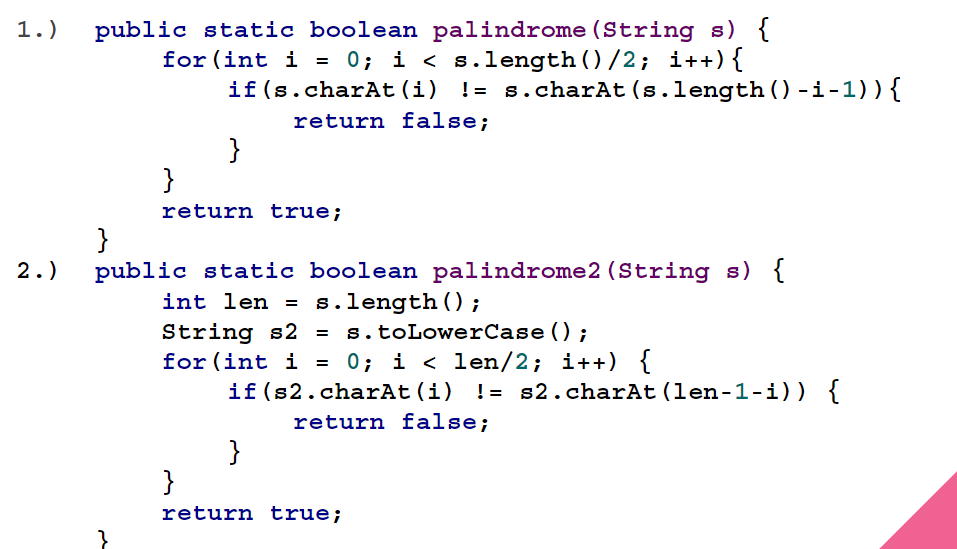 1.) public static boolean palindrome(String s) {
for(int i = 0; i < s.length()/2; i++){
if(s.charAt(i) != s.charAt(s.length()-i-1)){
return false;
}
}
return true;
}
2.) public static boolean palindrome2(String s) {
int len = s.length();
String s2 = s.toLowerCase();
for(int i = 0; i < len/2; i++) {
if(s2.charAt(i) != s2.charAt(len-1-i)) {
return false;
}
}
return true;
}